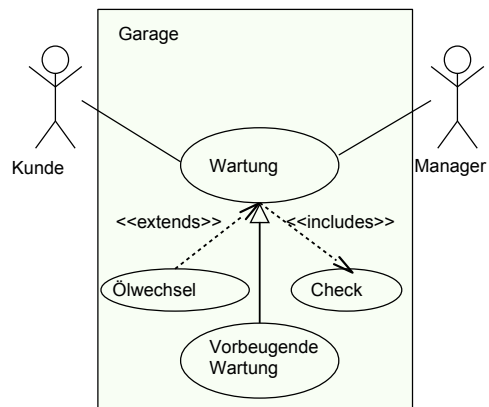 Garage
Kunde
Manager
Wartung
<<extends>>
<<includes>>
Ölwechsel
Check
Vorbeugende
Wartung